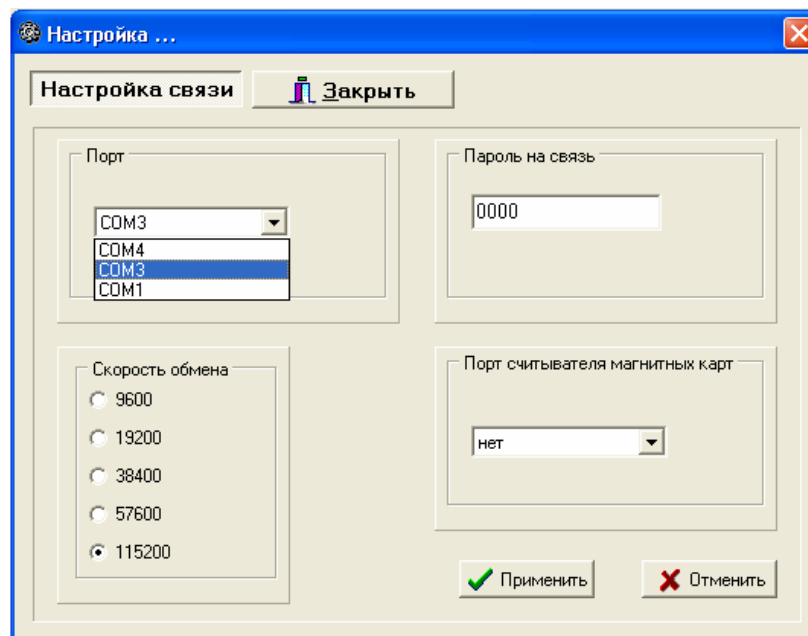 Настройка ...
Настройка связи
Закрыть
Порт
COM3
COM4
COM3
COM1
Пароль на связь
0000
Скорость обмена
9600
19200
38400
57600
115200
Порт считывателя магнитных карт
нет
Применить
Отменить